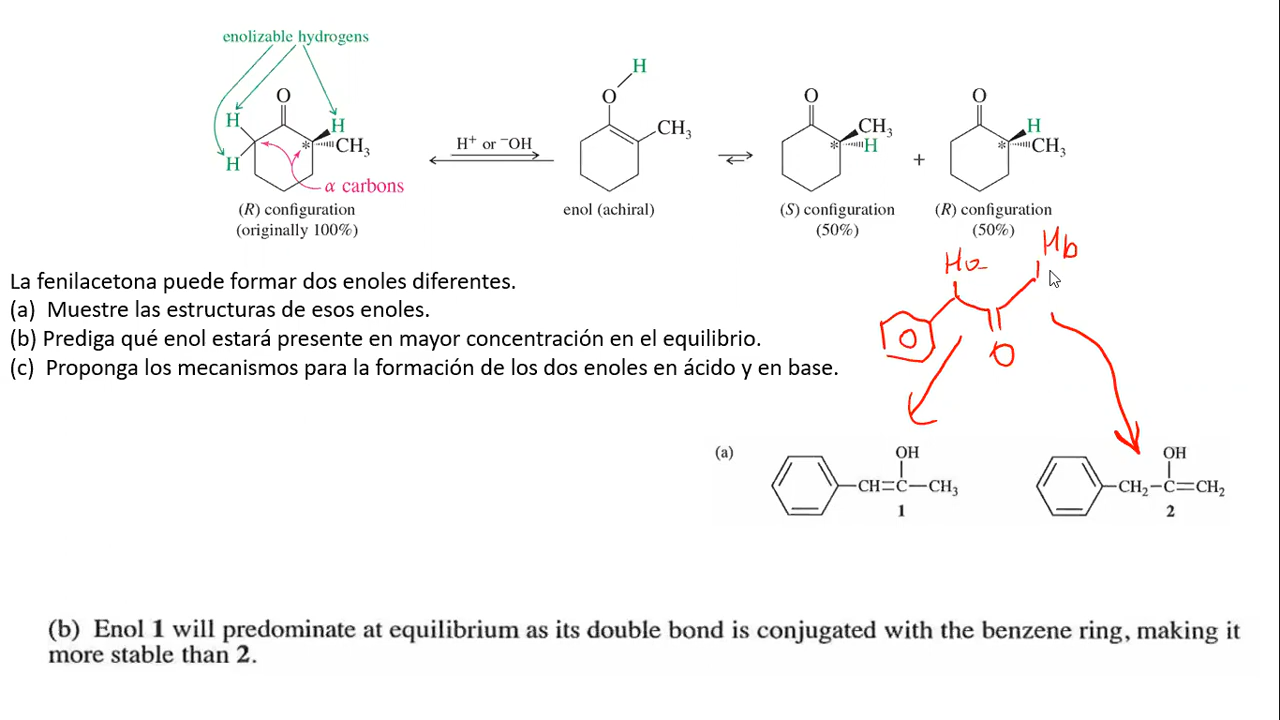 enolizable hydrogens
O
H
H
H
*
CH₃
α carbons
(R) configuration
(originally 100%)
H⁺ or ⁻OH
H
O
CH₃
enol (achiral)
O
CH₃
*
H
(S) configuration
(50%)
+
O
H
*
CH₃
(R) configuration
(50%)
La fenilacetona puede formar dos enoles diferentes.
(a) Muestre las estructuras de esos enoles.
(b) Prediga qué enol estará presente en mayor concentración en el equilibrio.
(c) Proponga los mecanismos para la formación de los dos enoles en ácido y en base.
Ha
Hb
O
(a)
OH
CH=C—CH₃
1
OH
CH₂—C=CH₂
2
(b) Enol 1 will predominate at equilibrium as its double bond is conjugated with the benzene ring, making it
more stable than 2.